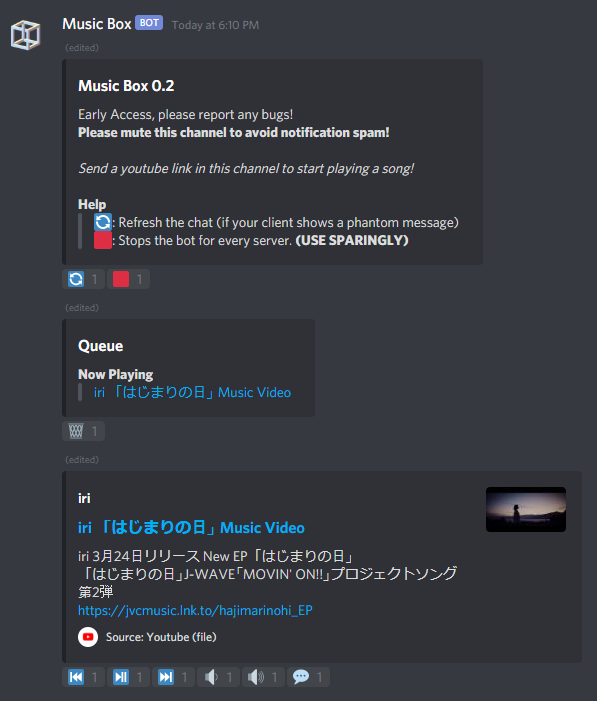 Music Box BOT Today at 6:10 PM
(edited)
Music Box 0.2
Early Access, please report any bugs!
Please mute this channel to avoid notification spam!
Send a youtube link in this channel to start playing a song!
Help
🔄: Refresh the chat (if your client shows a phantom message)
🟥: Stops the bot for every server. (USE SPARINGLY)
🔄 1 🟥 1
(edited)
Queue
Now Playing
iri 「はじまりの日」 Music Video
🗑 1
(edited)
iri
iri 「はじまりの日」 Music Video
iri 3月24日リリース New EP「はじまりの日」
「はじまりの日」J-WAVE「MOVIN' ON!!」プロジェクトソング
第2弾
https://jvcmusic.lnk.to/hajimarinohi_EP
Source: Youtube (file)
⏮ 1 ⏯ 1 ⏭ 1 🔈 1 🔊 1 💬 1